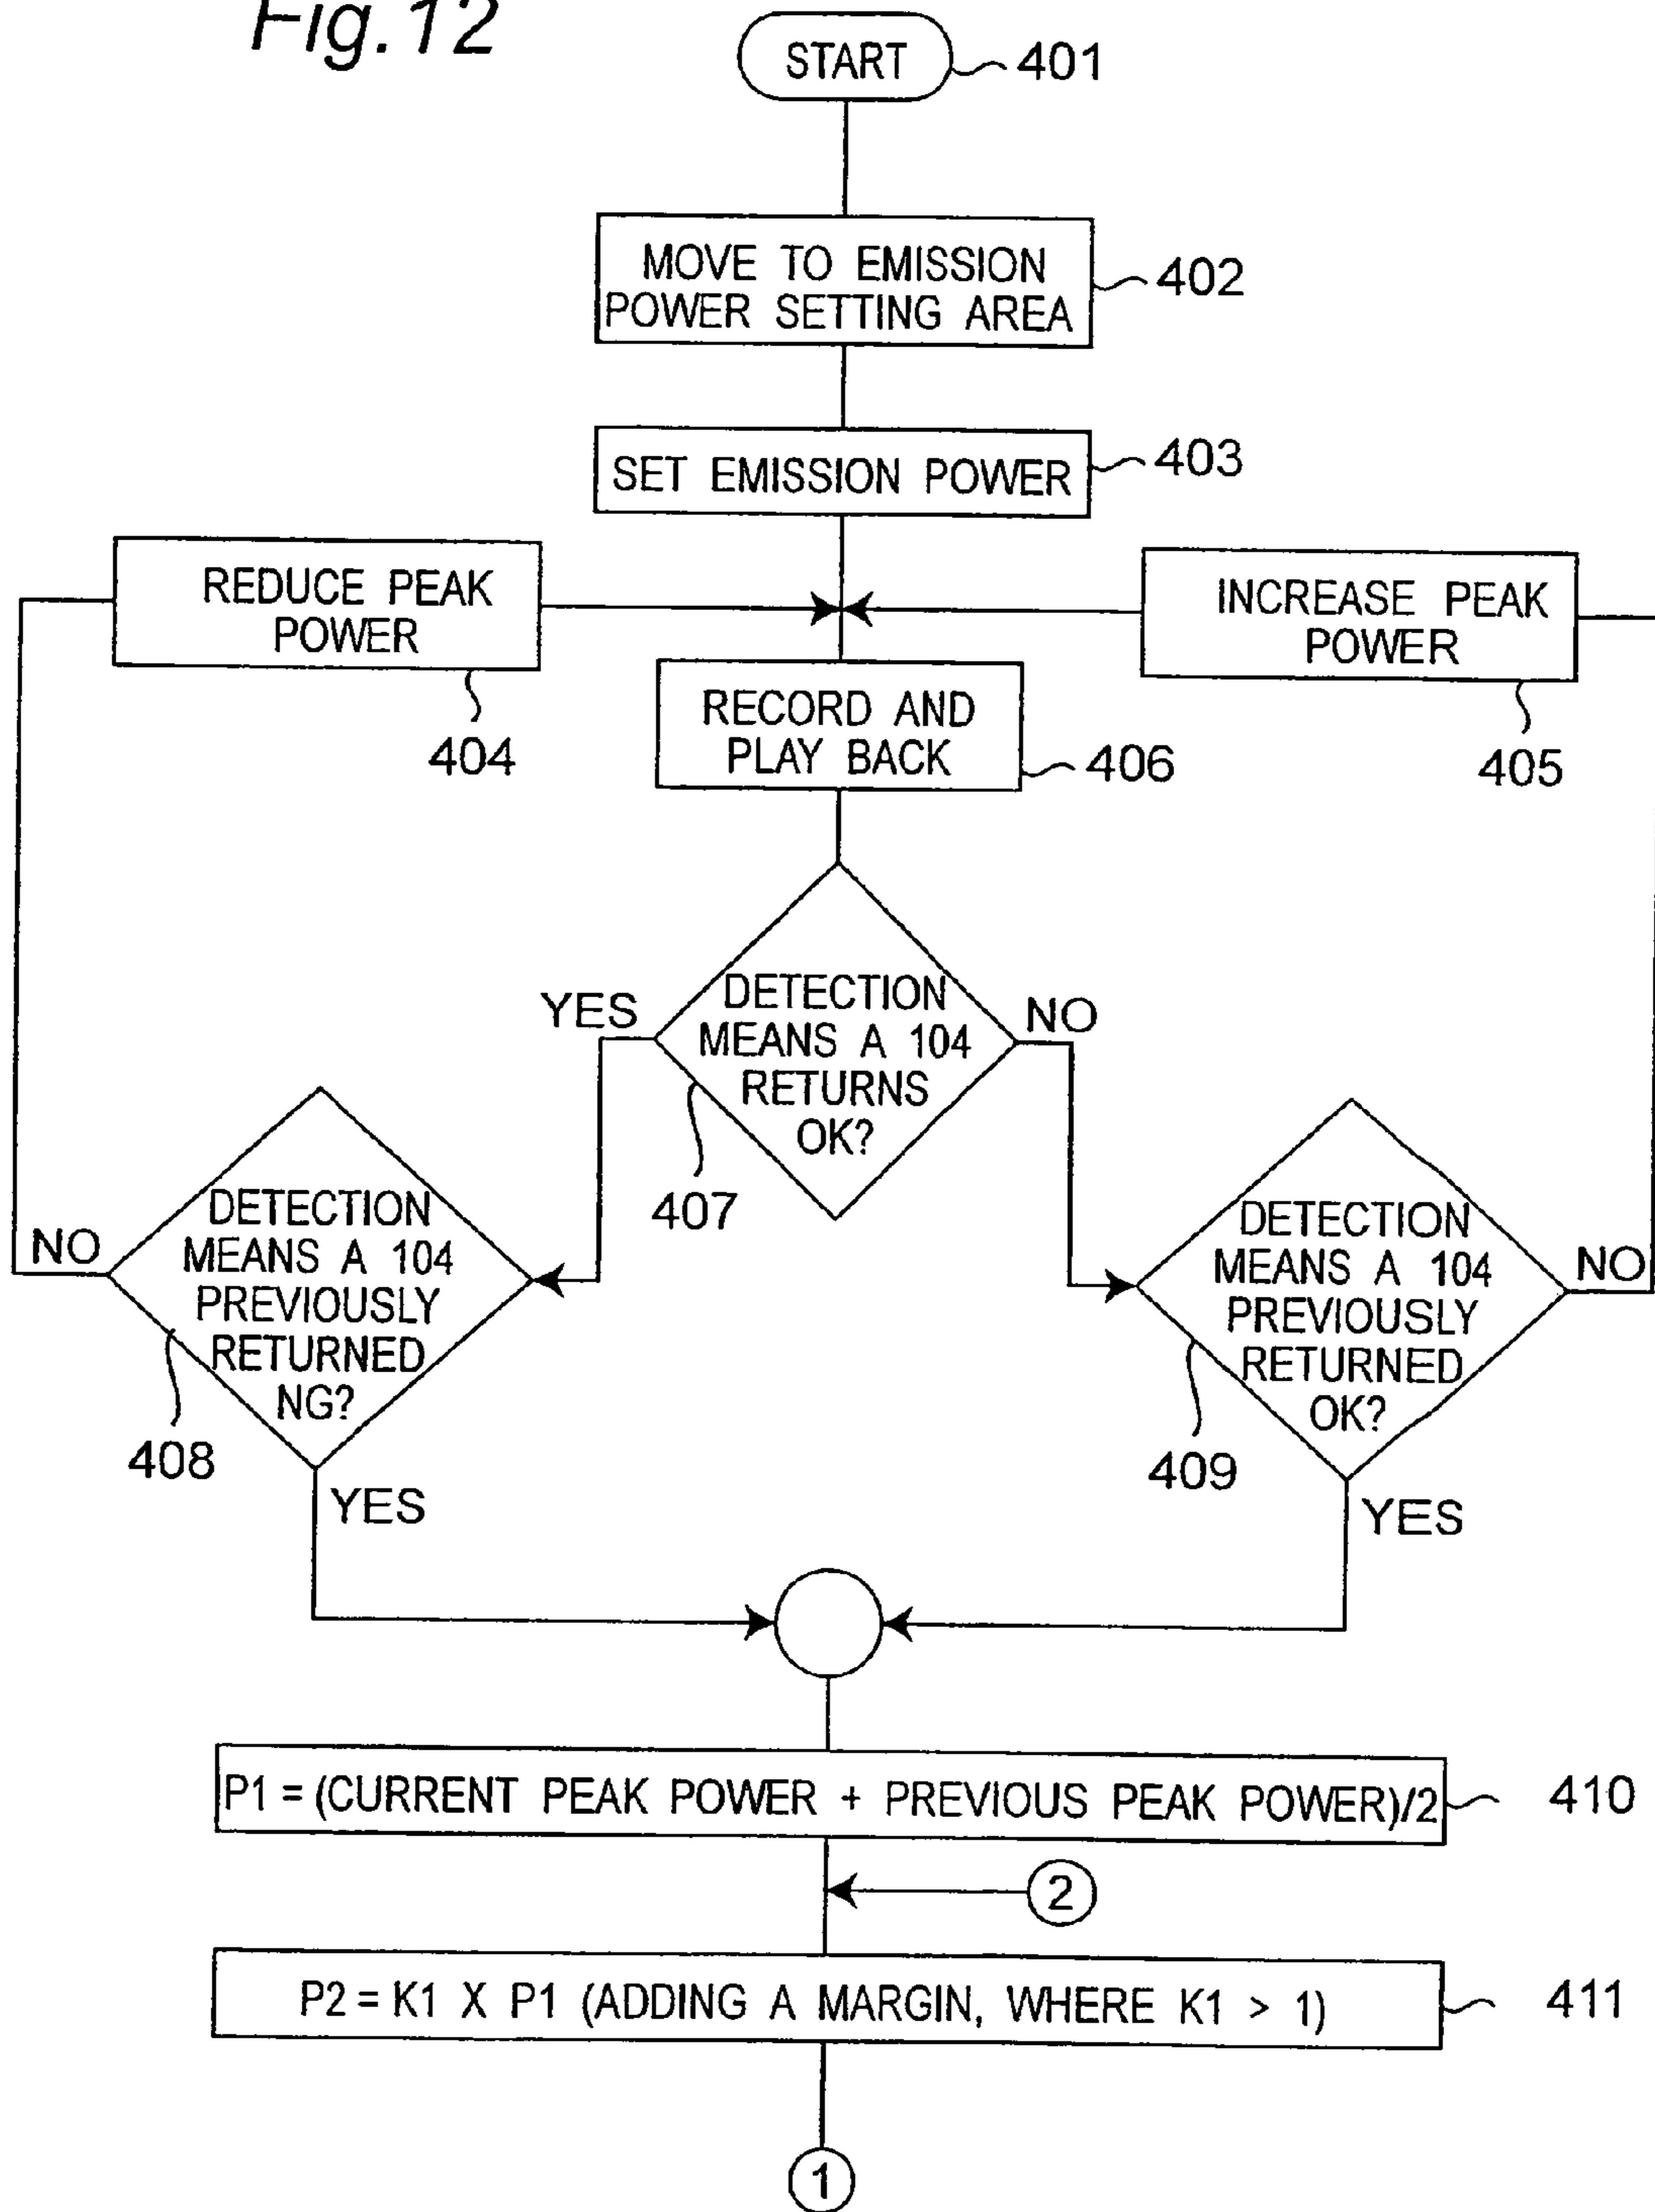 Fig.12
START
401
MOVE TO EMISSION
POWER SETTING AREA
402
SET EMISSION POWER
403
REDUCE PEAK
POWER
404
INCREASE PEAK
POWER
405
RECORD AND
PLAY BACK
406
YES
DETECTION
MEANS A 104
RETURNS
OK?
NO
407
NO
DETECTION
MEANS A 104
PREVIOUSLY
RETURNED
NG?
408
YES
DETECTION
MEANS A 104
PREVIOUSLY
RETURNED
OK?
NO
409
YES
P1 = (CURRENT PEAK POWER + PREVIOUS PEAK POWER)/2
410
2
P2 = K1 X P1 (ADDING A MARGIN, WHERE K1 > 1)
411
1